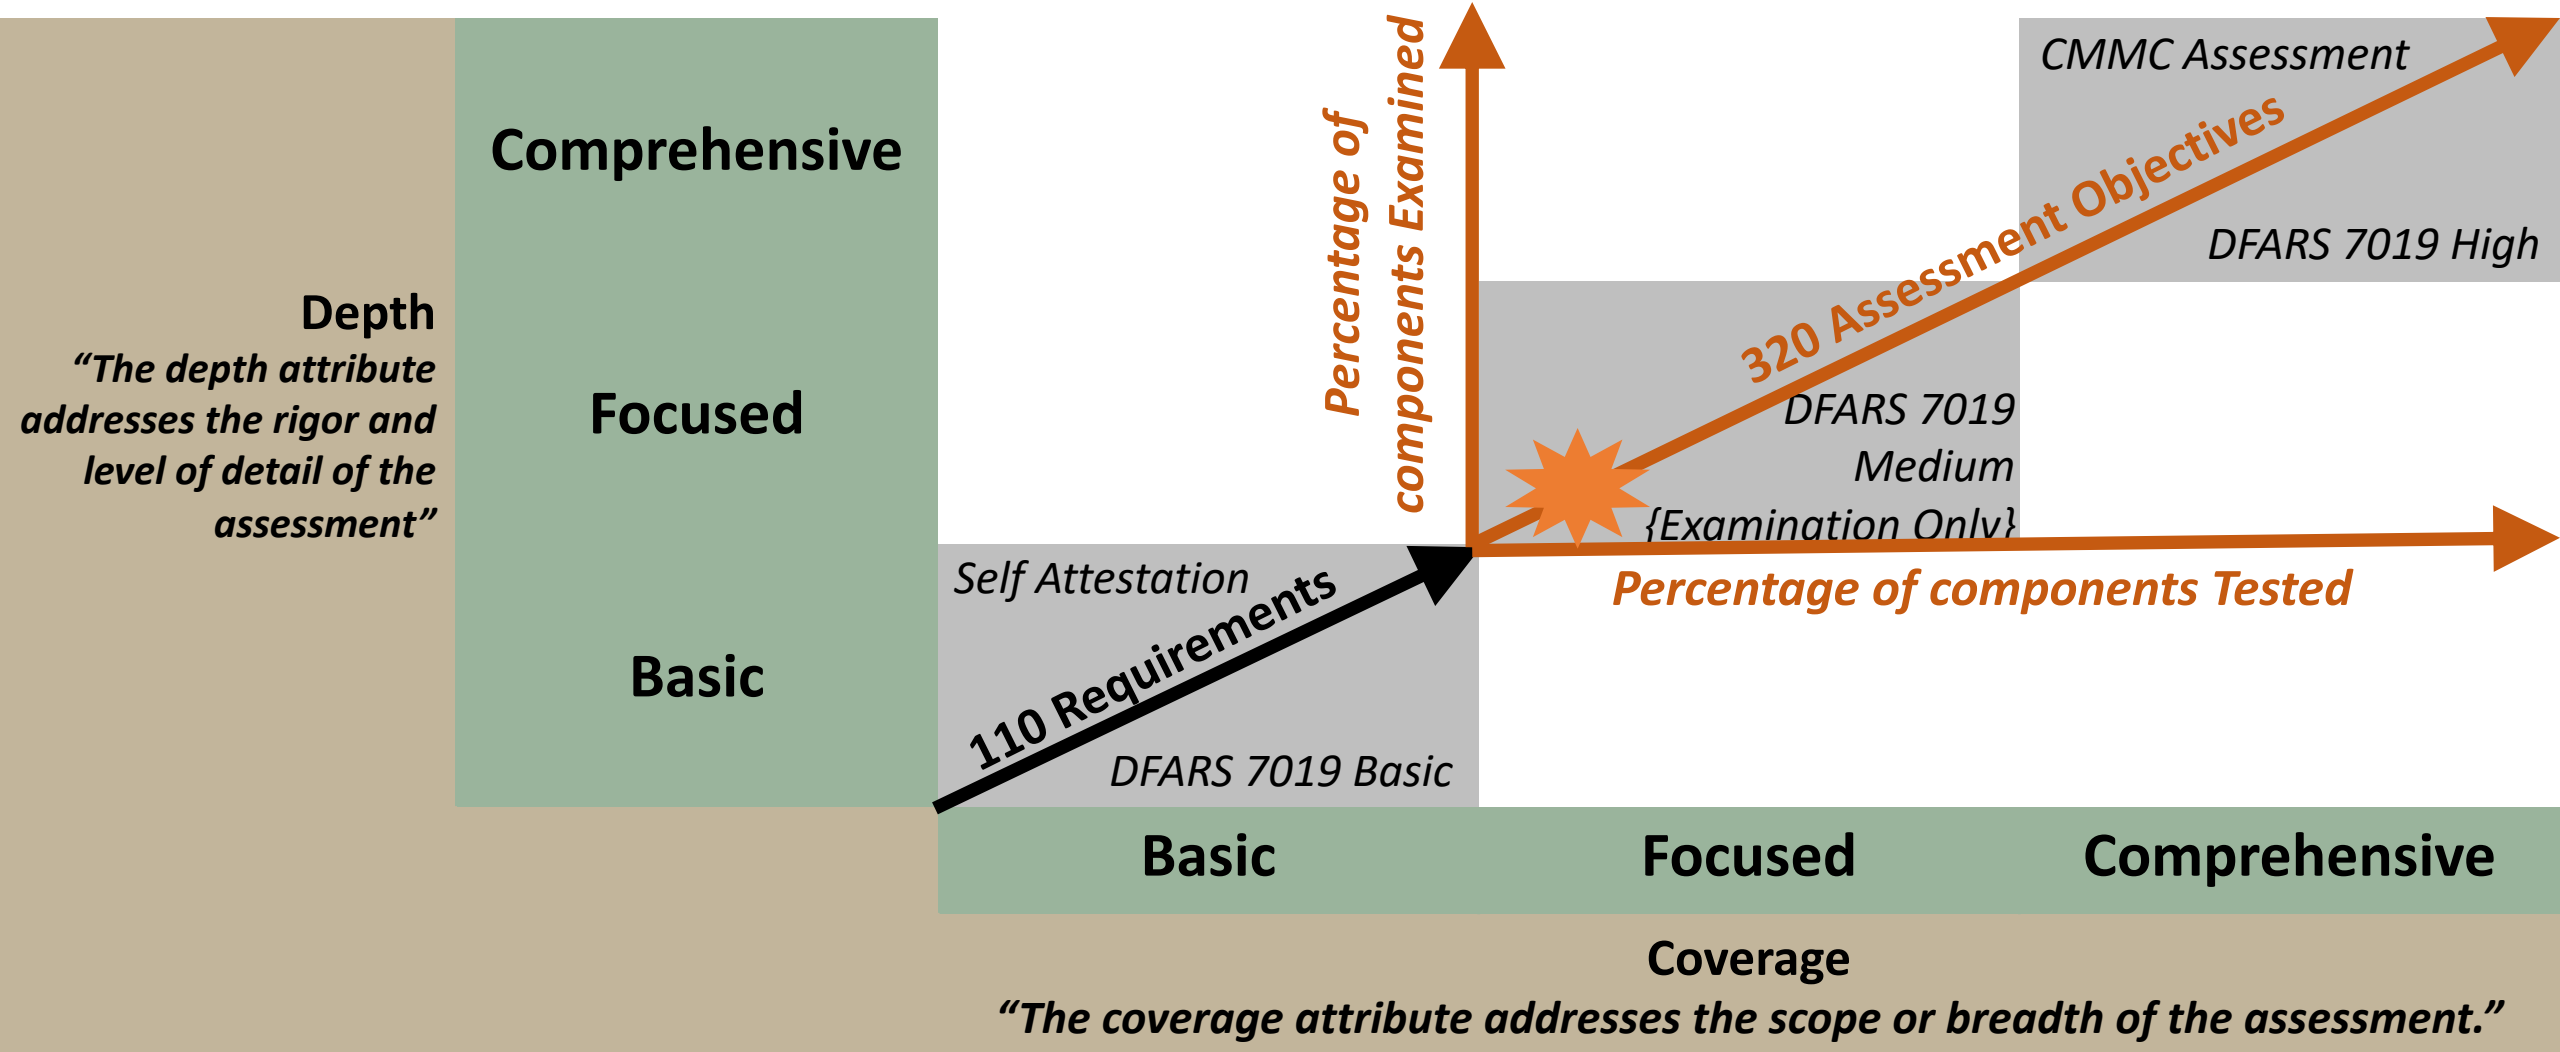 Comprehensive
Focused
Basic
Depth
“The depth attribute
addresses the rigor and
level of detail of the
assessment”
Percentage of
components Examined
CMMC Assessment
320 Assessment Objectives
DFARS 7019 High
DFARS 7019
Medium
{Examination Only}
Percentage of components Tested
Self Attestation
110 Requirements
DFARS 7019 Basic
Basic
Focused
Comprehensive
Coverage
“The coverage attribute addresses the scope or breadth of the assessment.”